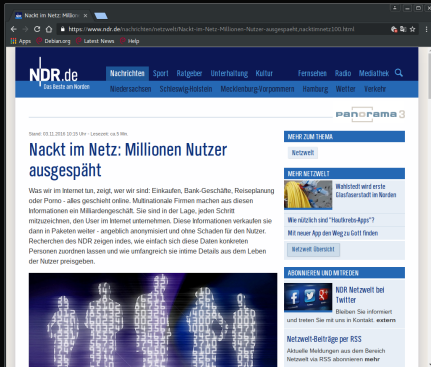 Nackt im Netz: Million
https://www.ndr.de/nachrichten/netzwelt/Nackt-im-Netz-Millionen-Nutzer-ausgespaeht,nacktimnetz100.html
Apps Debian.org Latest News Help
NDR.de
Das Beste am Norden
Nachrichten Sport Ratgeber Unterhaltung Kultur Fernsehen Radio Mediathek
Niedersachsen Schleswig-Holstein Mecklenburg-Vorpommern Hamburg Wetter Verkehr
PANORAMA 3
Stand: 03.11.2016 10:15 Uhr - Lesezeit: ca.5 Min.
Nackt im Netz: Millionen Nutzer
ausgespäht
Was wir im Internet tun, zeigt, wer wir sind: Einkaufen, Bank-Geschäfte, Reiseplanung
oder Porno - alles geschieht online. Multinationale Firmen machen aus diesen
Informationen ein Milliardengeschäft. Sie sind in der Lage, jeden Schritt
mitzuzeichnen, den User im Internet unternehmen. Diese Informationen verkaufen sie
dann in Paketen weiter - angeblich anonymisiert und ohne Schaden für den Nutzer.
Recherchen des NDR zeigen indes, wie einfach sich diese Daten konkreten
Personen zuordnen lassen und wie umfangreich sie intime Details aus dem Leben
der Nutzer preisgeben.
MEHR ZUM THEMA
Netzwelt
MEHR NETZWELT
Wahlstedt wird erste
Glasfaserstadt im Norden
Wie nützlich sind "Hautkrebs-Apps"?
Mit neuer App den Weg zu Gott finden
Netzwelt Übersicht
ABONNIEREN UND MITREDEN
NDR Netzwelt bei
Twitter
Bleiben Sie informiert
und treten Sie mit uns in Kontakt. extern
Netzwelt-Beiträge per RSS
Aktuelle Meldungen aus dem Bereich
Netzwelt via RSS abonnieren mehr